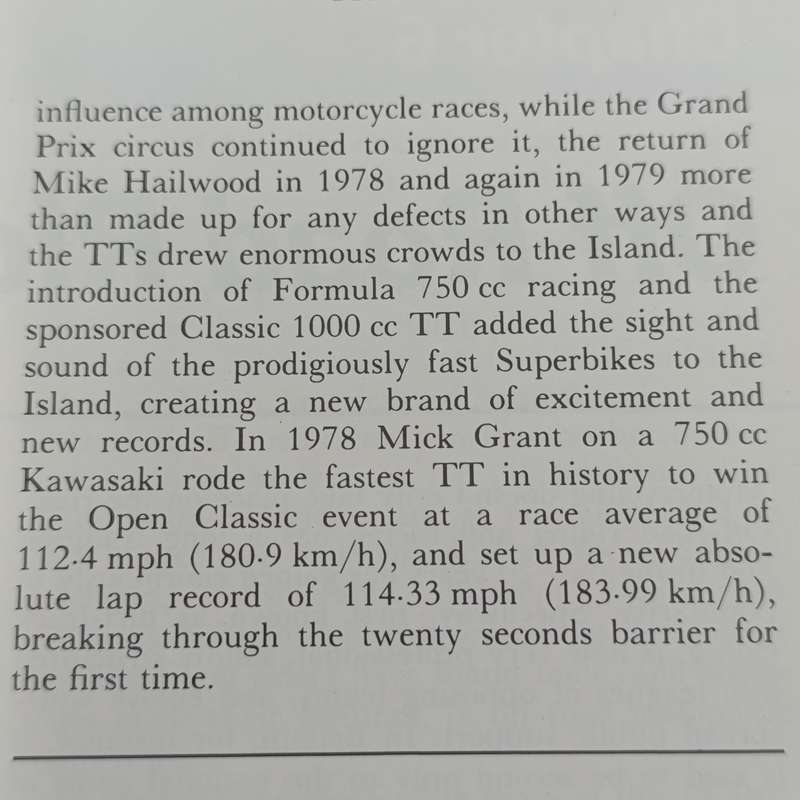 influence among motorcycle races, while the Grand
Prix circus continued to ignore it, the return of
Mike Hailwood in 1978 and again in 1979 more
than made up for any defects in other ways and
the TTs drew enormous crowds to the Island. The
introduction of Formula 750 cc racing and the
sponsored Classic 1000 cc TT added the sight and
sound of the prodigiously fast Superbikes to the
Island, creating a new brand of excitement and
new records. In 1978 Mick Grant on a 750 cc
Kawasaki rode the fastest TT in history to win
the Open Classic event at a race average of
112·4 mph (180·9 km/h), and set up a new abso-
lute lap record of 114·33 mph (183·99 km/h),
breaking through the twenty seconds barrier for
the first time.